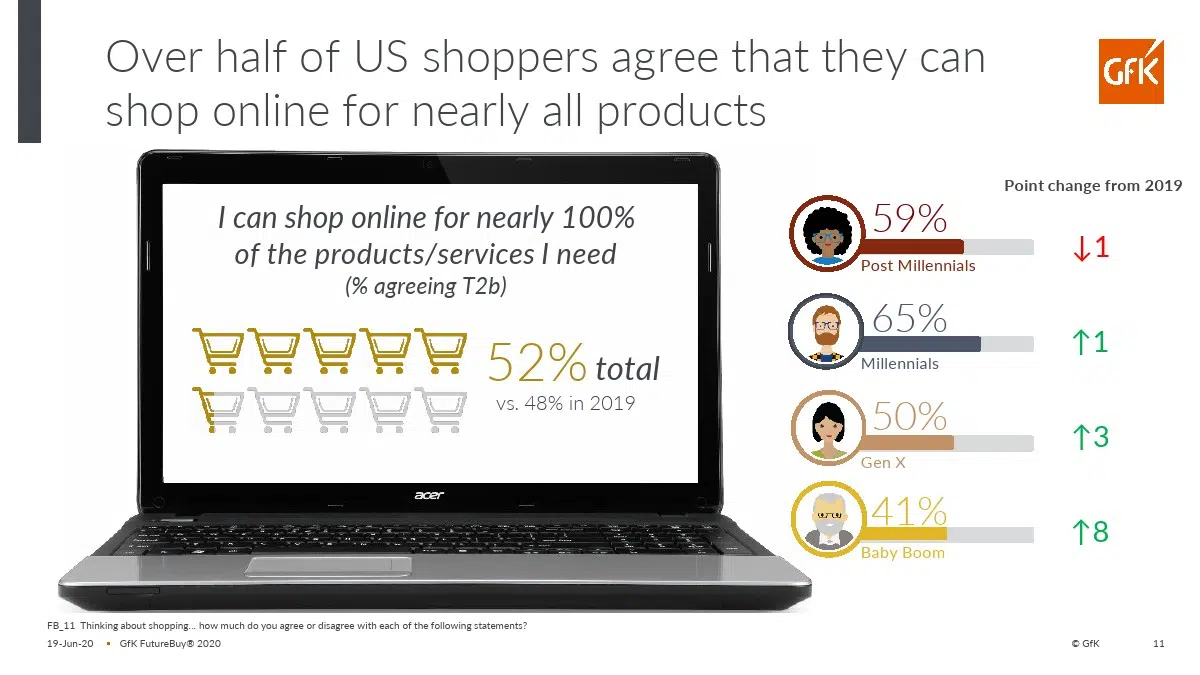 Over half of US shoppers agree that they can
shop online for nearly all products
GfK
I can shop online for nearly 100%
of the products/services I need
(% agreeing T2b)
52% total
vs. 48% in 2019
acer
Point change from 2019
59%
Post Millennials
↓1
65%
Millennials
↑1
50%
Gen X
↑3
41%
Baby Boom
↑8
FB_11 Thinking about shopping... how much do you agree or disagree with each of the following statements?
19-Jun-20 ▪ GfK FutureBuy® 2020
© GfK 11